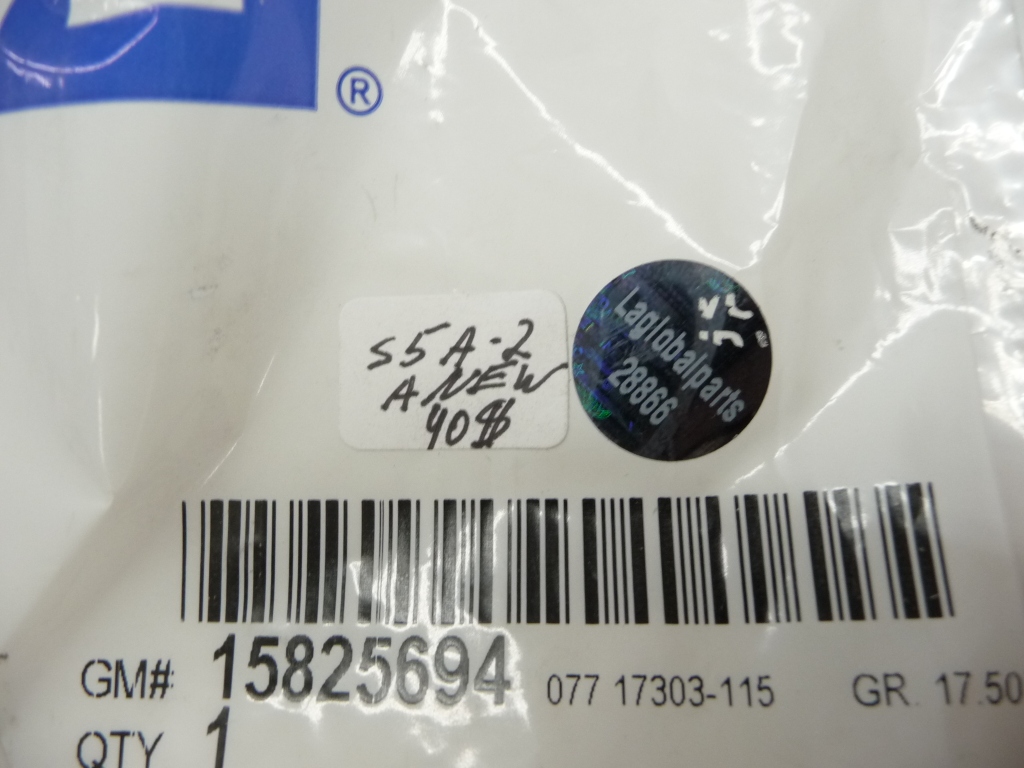 ®
S5A-2
A NEW
40$
Laglobalparts
28866
GM# 15825694 077 17303-115 GR. 17.50
QTY 1